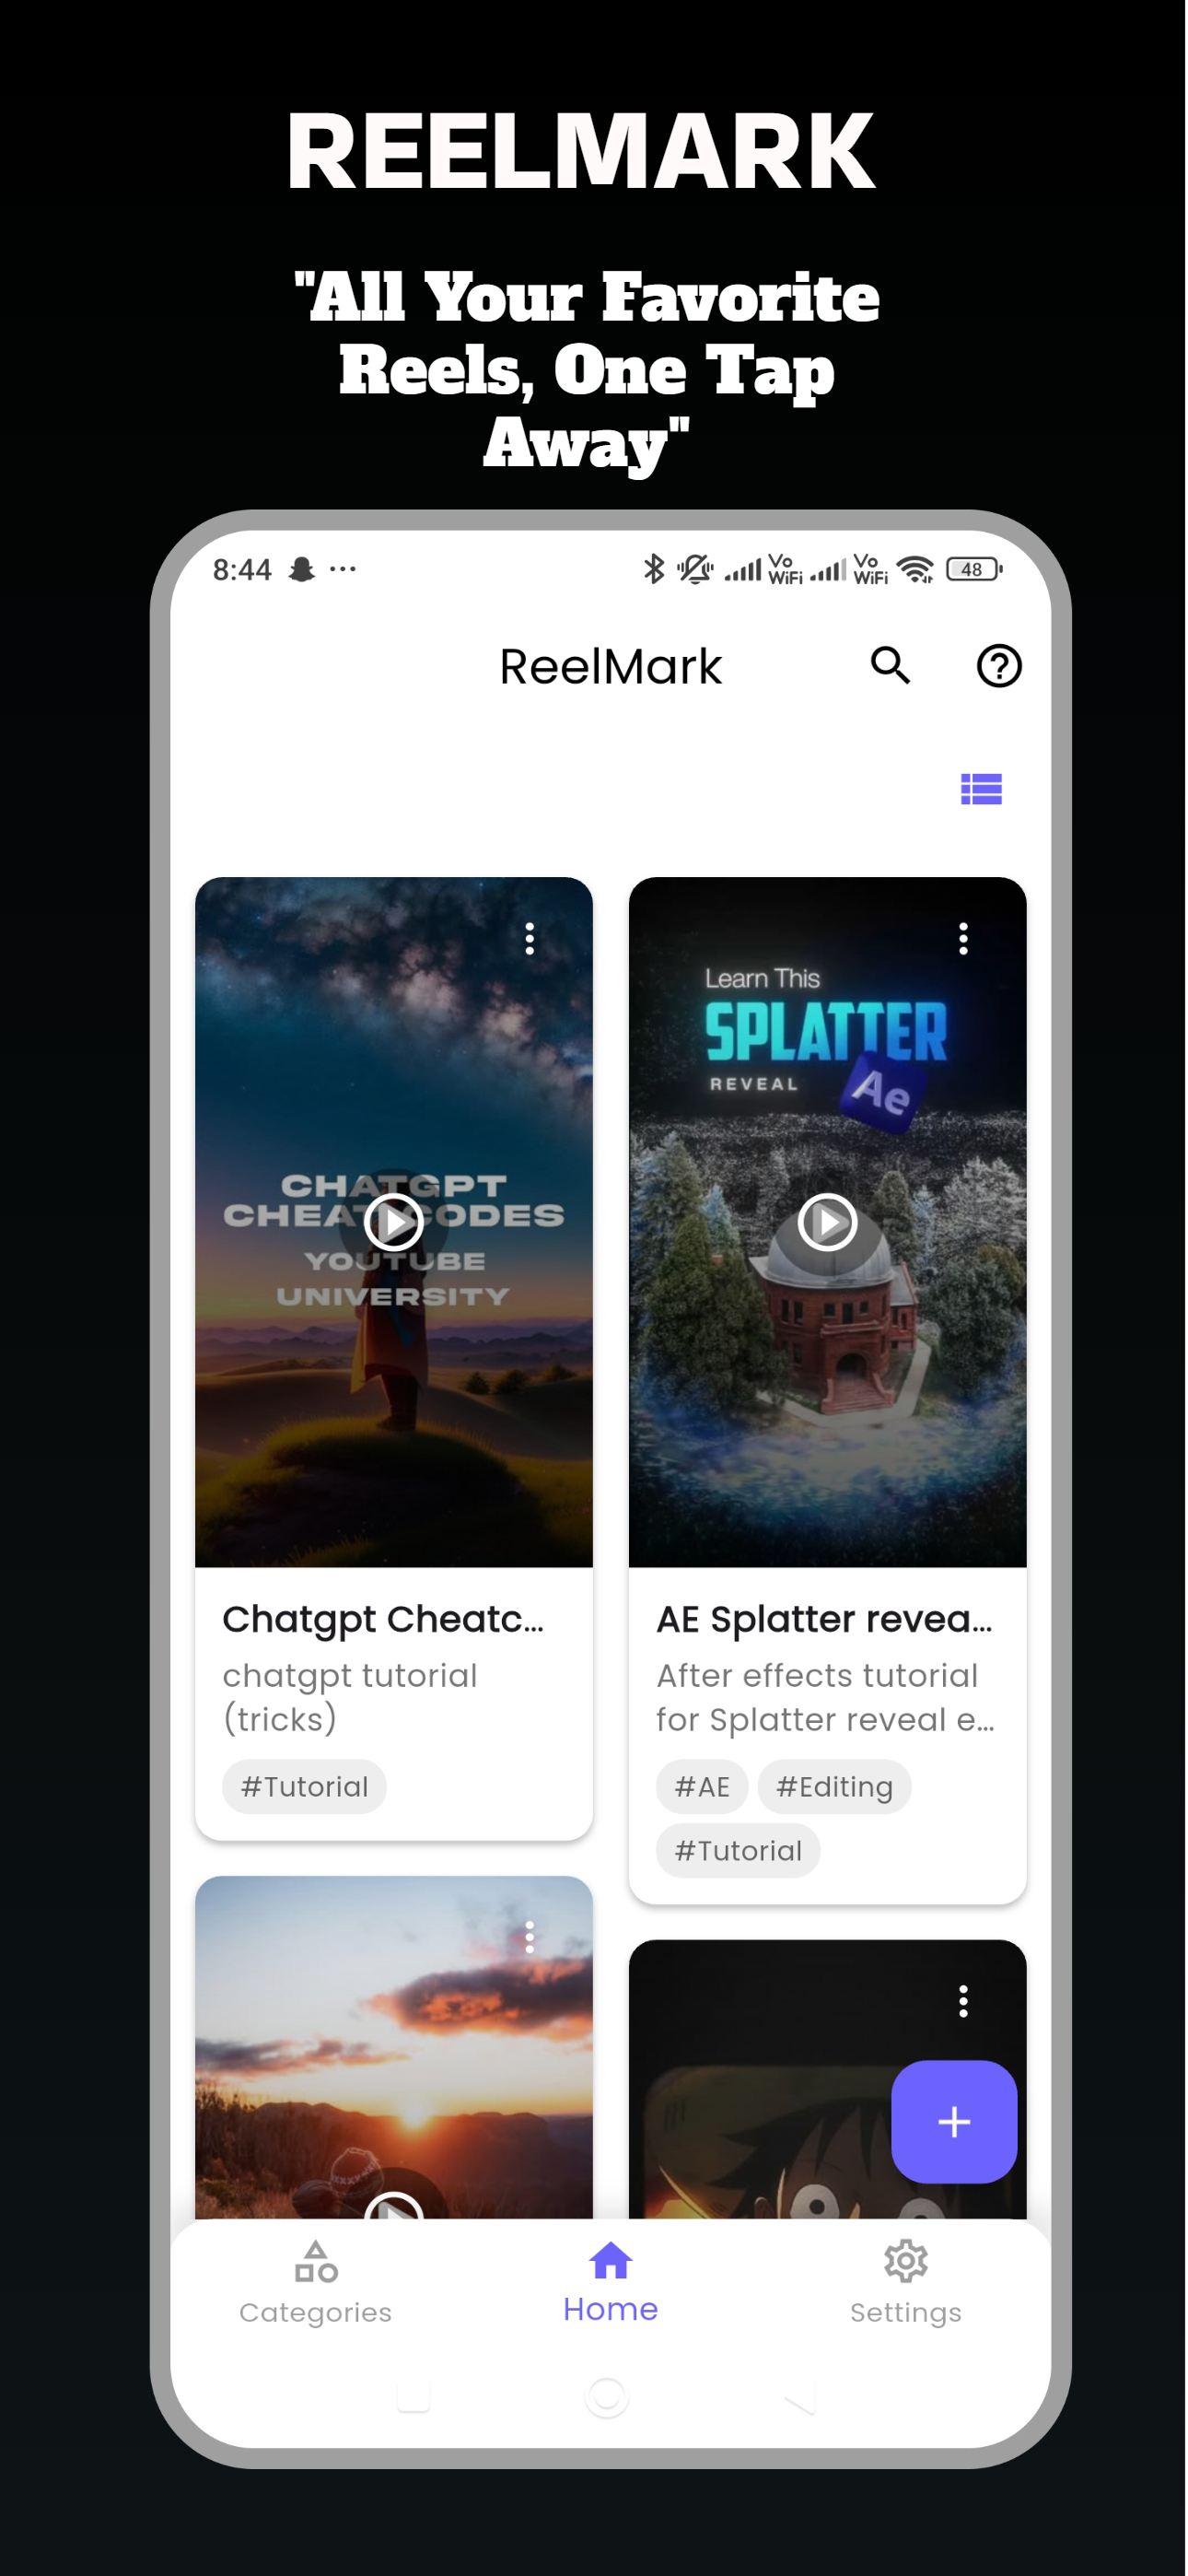 REELMARK
"All Your Favorite
Reels, One Tap
Away"
8:44 ...
Vo WiFi Vo WiFi 48
ReelMark
CHATGPT
CHEAT CODES
YOUTUBE
UNIVERSITY
Learn This
SPLATTER
REVEAL
Ae
Chatgpt Cheatc...
chatgpt tutorial
(tricks)
#Tutorial
AE Splatter revea...
After effects tutorial
for Splatter reveal e...
#AE #Editing
#Tutorial
Categories Home Settings